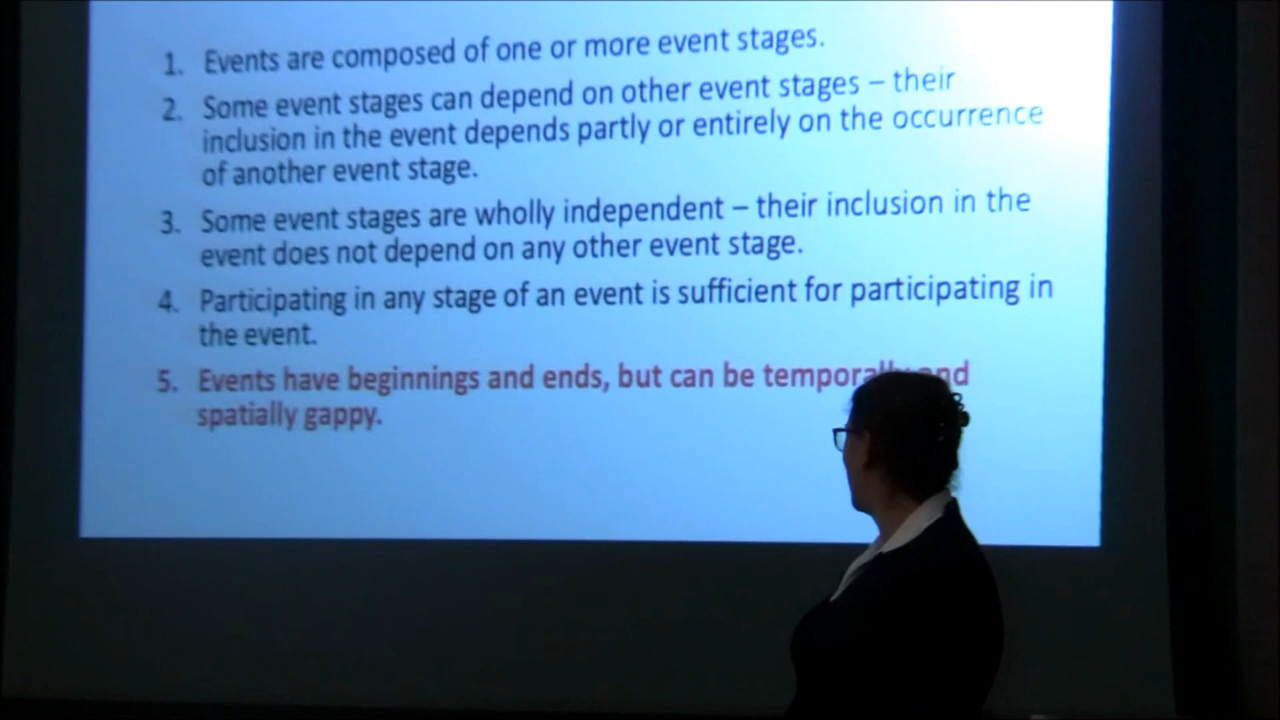 1. Events are composed of one or more event stages.
2. Some event stages can depend on other event stages – their
inclusion in the event depends partly or entirely on the occurrence
of another event stage.
3. Some event stages are wholly independent – their inclusion in the
event does not depend on any other event stage.
4. Participating in any stage of an event is sufficient for participating in
the event.
5. Events have beginnings and ends, but can be temporally and
spatially gappy.